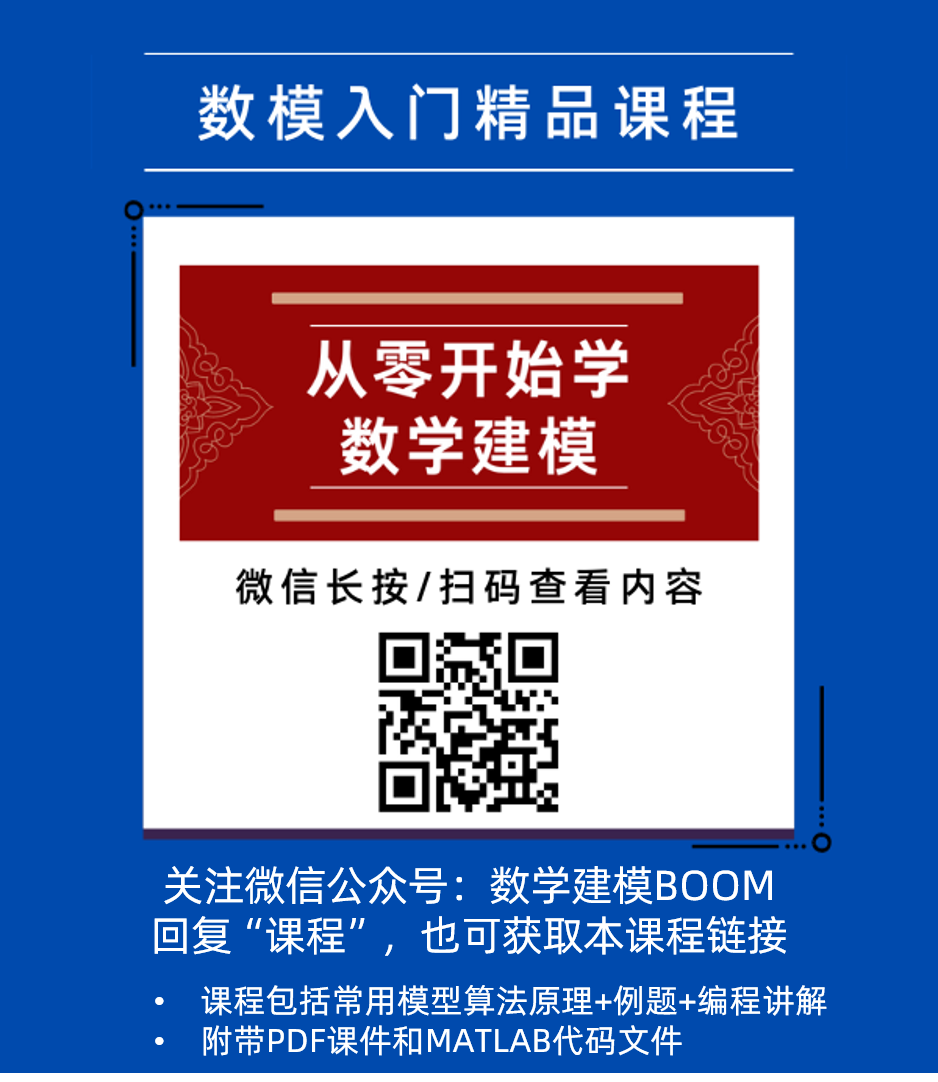 数模入门精品课程
从零开始学
数学建模
微信长按/扫码查看内容
关注微信公众号：数学建模BOOM
回复“课程”，也可获取本课程链接
• 课程包括常用模型算法原理+例题+编程讲解
• 附带PDF课件和MATLAB代码文件